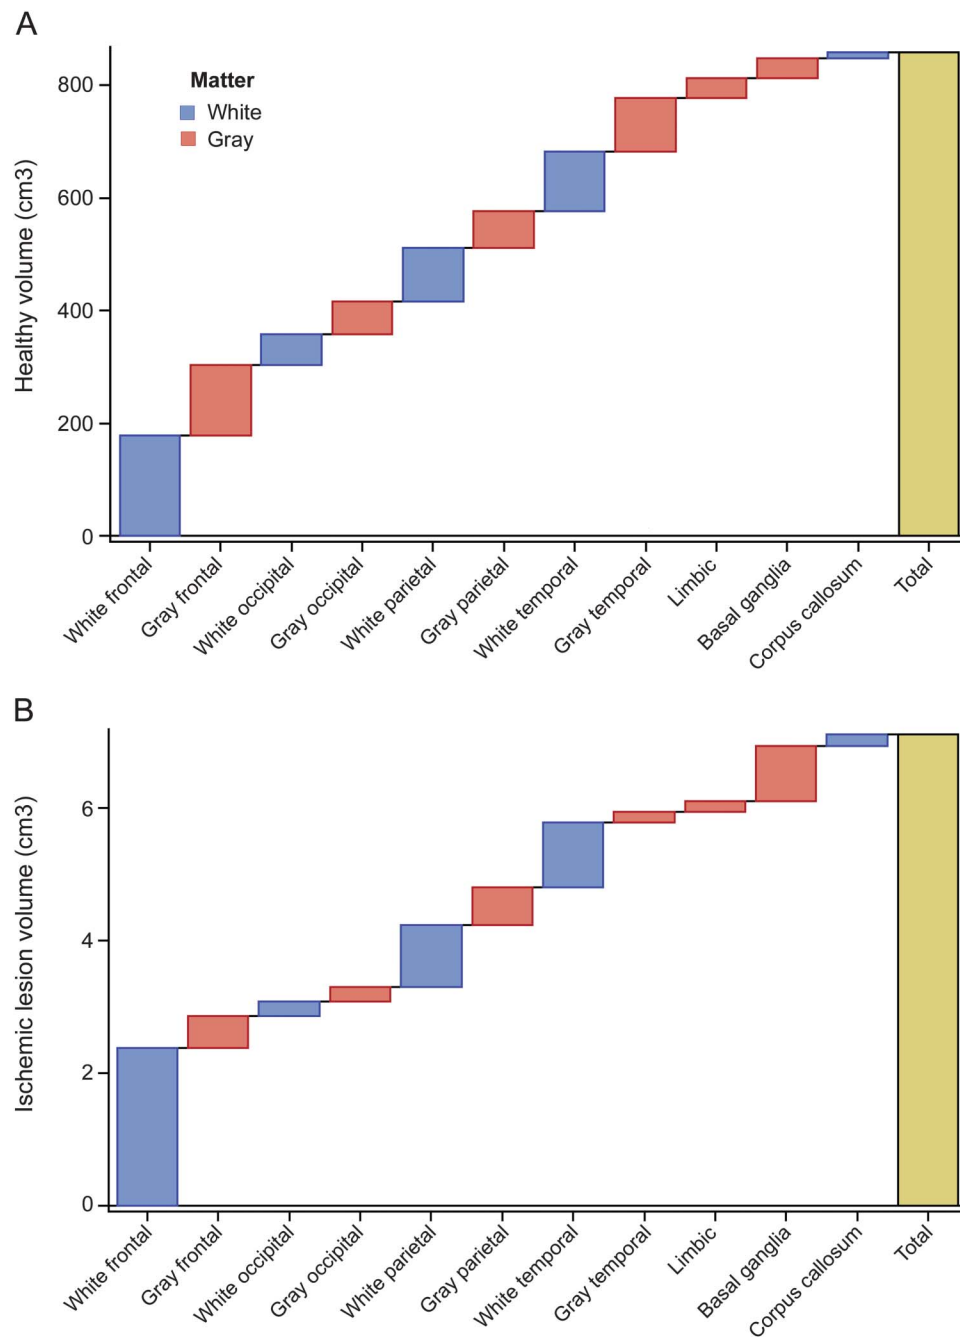 A
Healthy volume (cm3)
Matter
White
Gray
800
600
400
200
0
White frontal
Gray frontal
White occipital
Gray occipital
White parietal
Gray parietal
White temporal
Gray temporal
Limbic
Basal ganglia
Corpus callosum
Total
B
Ischemic lesion volume (cm3)
6
4
2
0
White frontal
Gray frontal
White occipital
Gray occipital
White parietal
Gray parietal
White temporal
Gray temporal
Limbic
Basal ganglia
Corpus callosum
Total